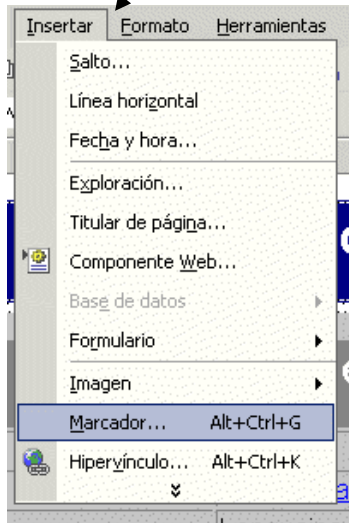 Insertar Formato Herramientas
Salto...
Línea horizontal
Fecha y hora...
Exploración...
Titular de página...
Componente Web...
Base de datos
Formulario
Imagen
Marcador... Alt+Ctrl+G
Hipervínculo... Alt+Ctrl+K